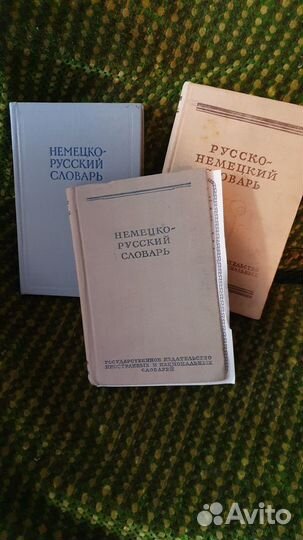 НЕМЕЦКО-
РУССКИЙ
СЛОВАРЬ
РУССКО-
НЕМЕЦКИЙ
СЛОВАРЬ
НЕМЕЦКО-
РУССКИЙ
СЛОВАРЬ
ГОСУДАРСТВЕННОЕ ИЗДАТЕЛЬСТВО
ИНОСТРАННЫХ И НАЦИОНАЛЬНЫХ
СЛОВАРЕЙ
Avito